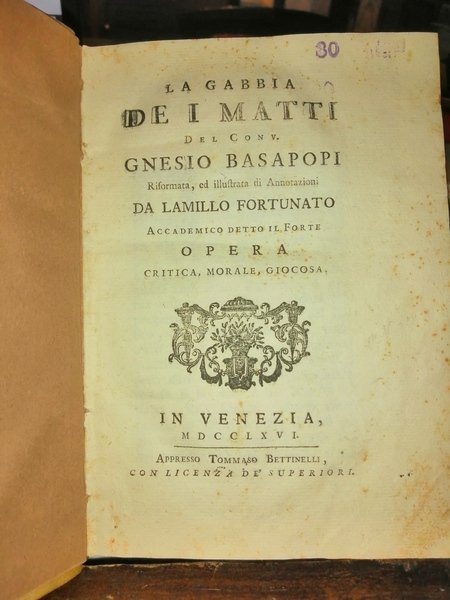 30
LA GABBIA
DE I MATTI
DEL CONV.
GNESIO BASAPOPI
Riformata, ed illustrata di Annotazioni
DA LAMILLO FORTUNATO
ACCADEMICO DETTO IL FORTE
OPERA
CRITICA, MORALE, GIOCOSA.
IN VENEZIA,
MDCCLXVI.
APPRESSO TOMMASO BETTINELLI,
CON LICENZA DE' SUPERIORI.